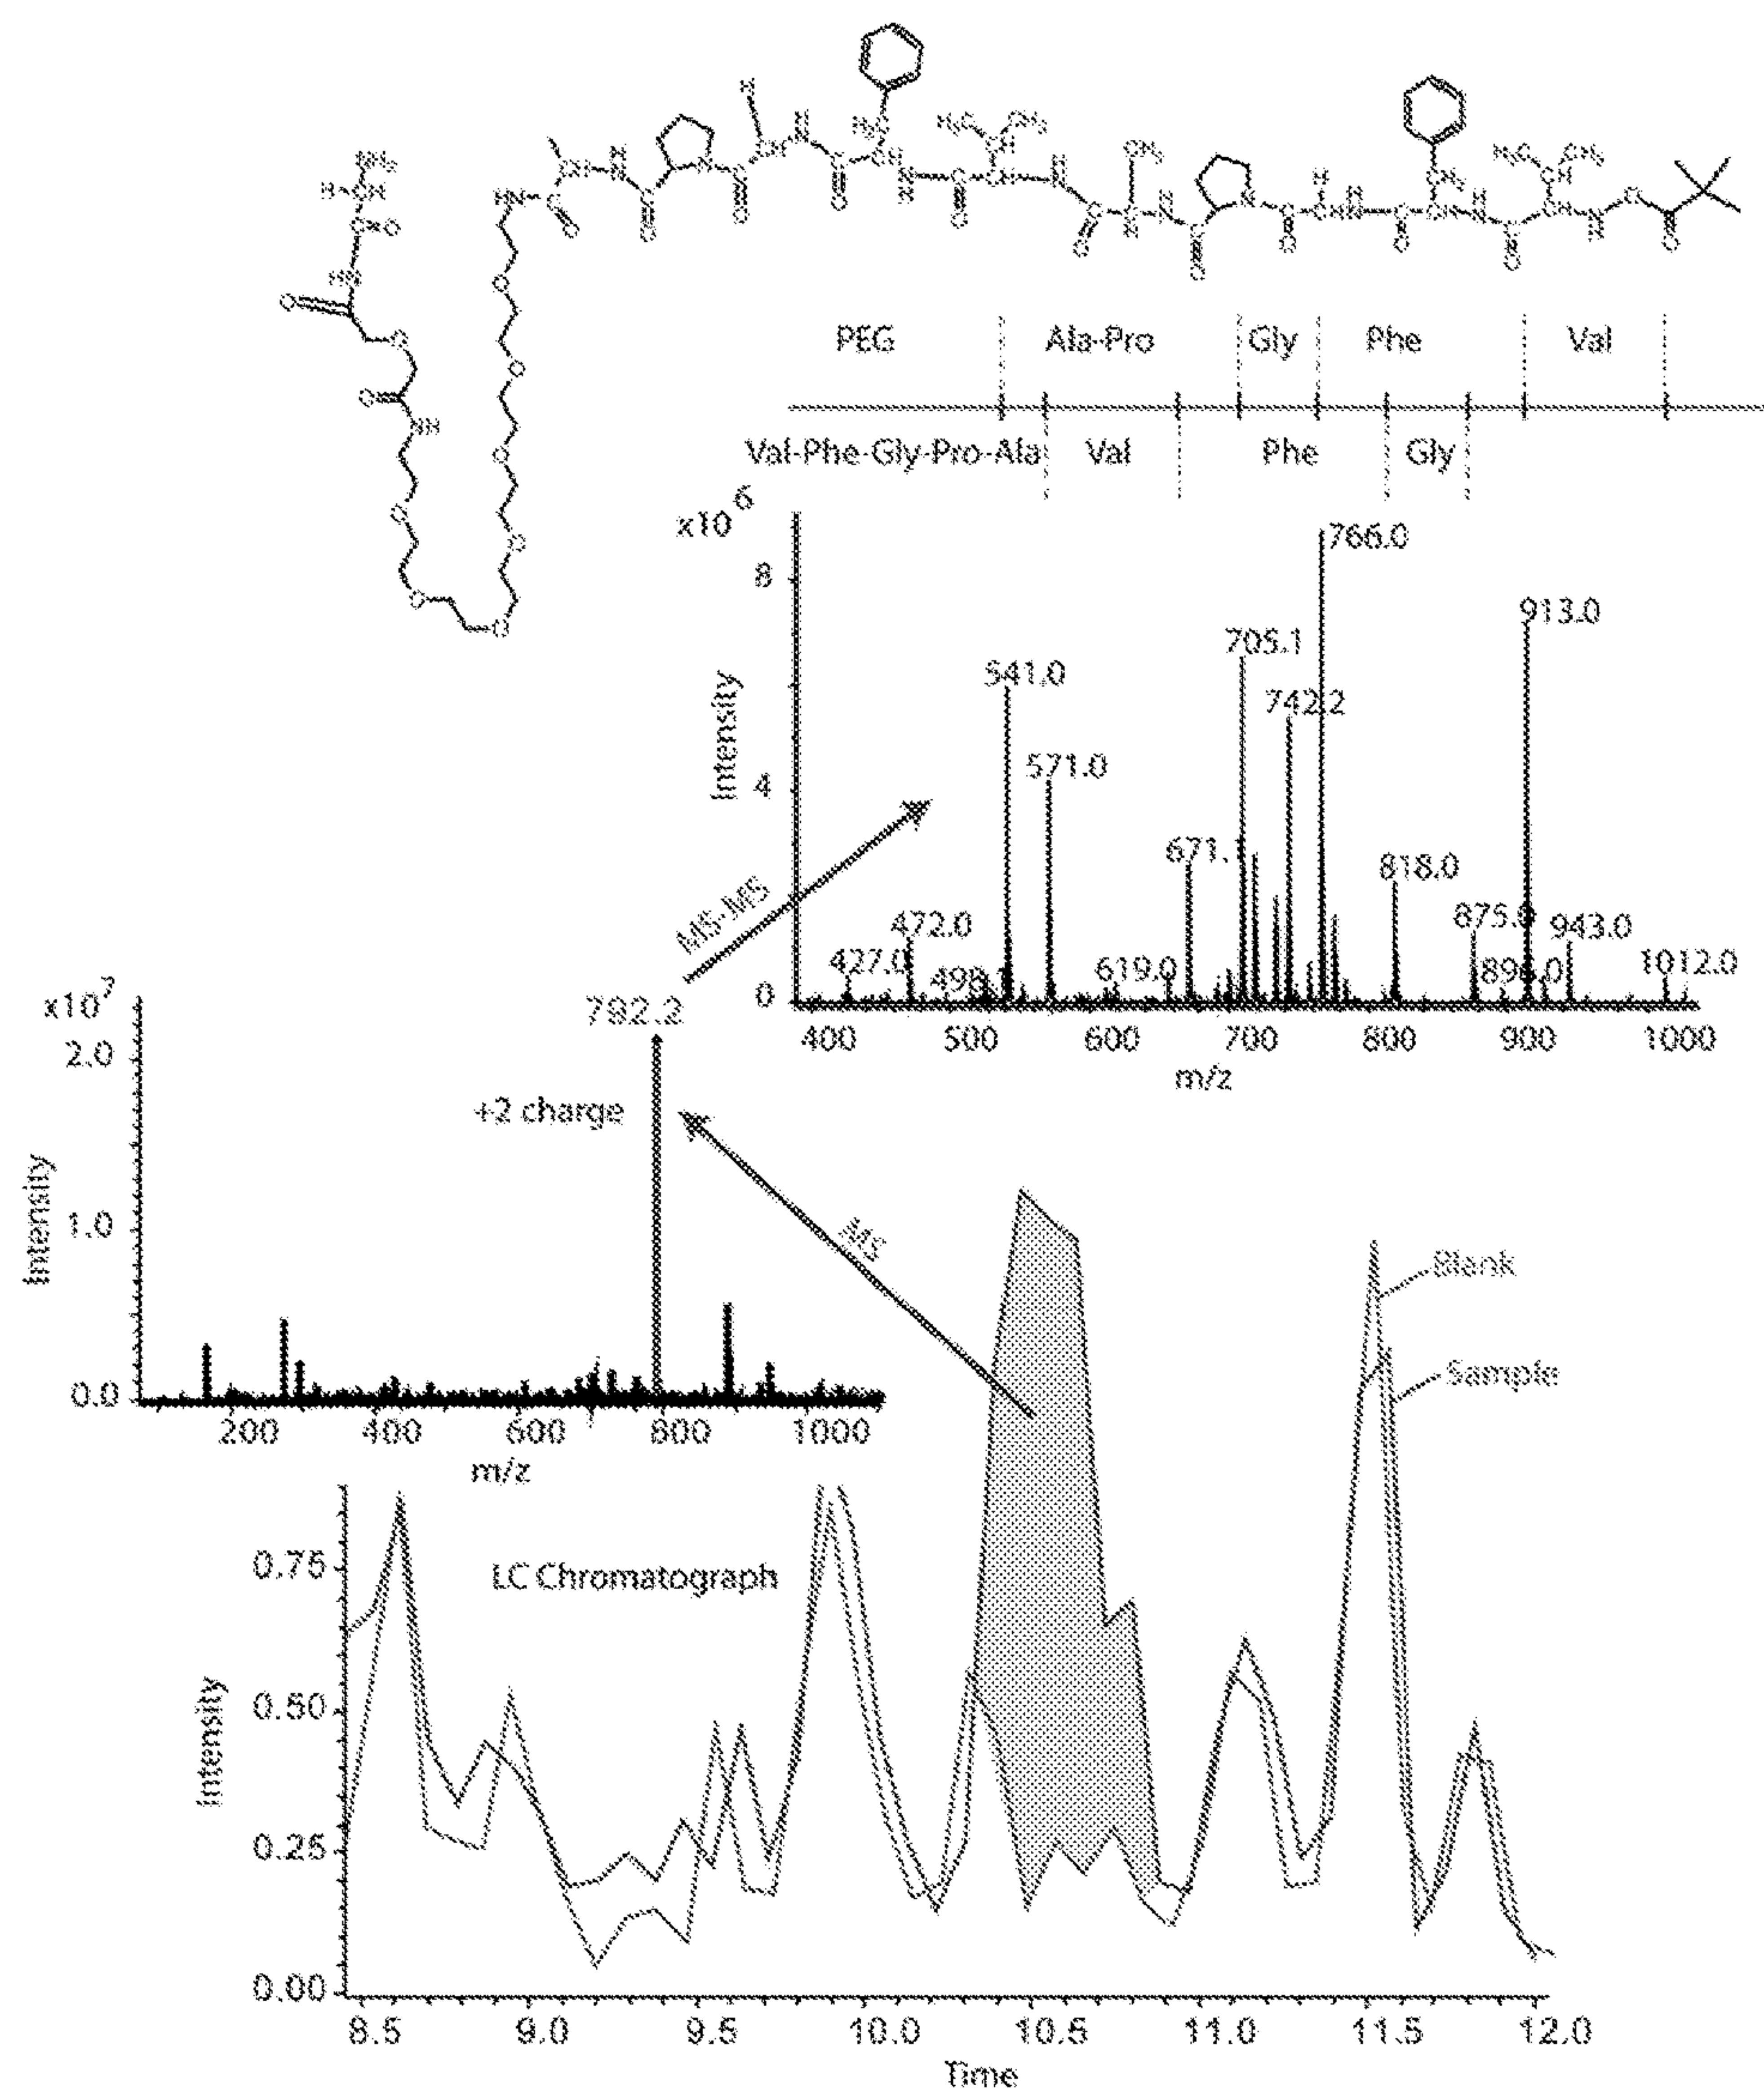 PEG Ala-Pro Gly Phe Val
Val-Phe-Gly-Pro-Ala Val Phe Gly
x10 6
8
4
0
Intensity
766.0
913.0
705.1
541.0
742.2
571.0
671.1
818.0
875.0
943.0
472.0
427.0
619.0
1012.0
400 500 600 700 800 900 1000
m/z
MS-MS
x10 7
792.2
2.0
+2 charge
1.0
0.0
Intensity
200 400 600 800 1000
m/z
MS
Blank
Sample
LC Chromatograph
0.75
0.50
0.25
0.00
Intensity
8.5 9.0 9.5 10.0 10.5 11.0 11.5 12.0
Time